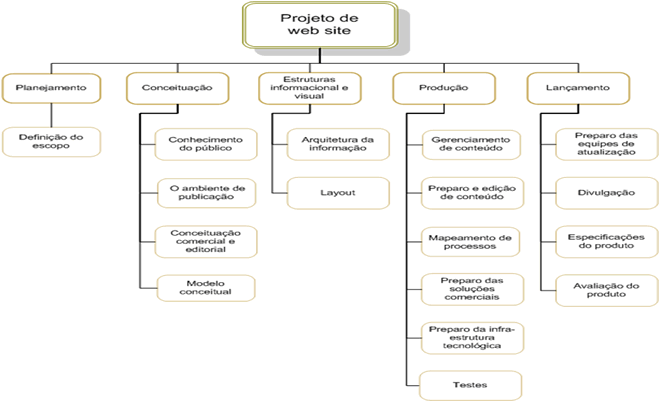 Projeto de
web site
Planejamento
Conceituação
Estruturas
informacional e
visual
Produção
Lançamento
Definição do
escopo
Conhecimento
do público
O ambiente de
publicação
Conceituação
comercial e
editorial
Modelo
conceitual
Arquitetura da
informação
Layout
Gerenciamento
de conteúdo
Preparo e edição
de conteúdo
Mapeamento de
processos
Preparo das
soluções
comerciais
Preparo da infra-
estrutura
tecnológica
Testes
Preparo das
equipes de
atualização
Divulgação
Especificações
do produto
Avaliação do
produto